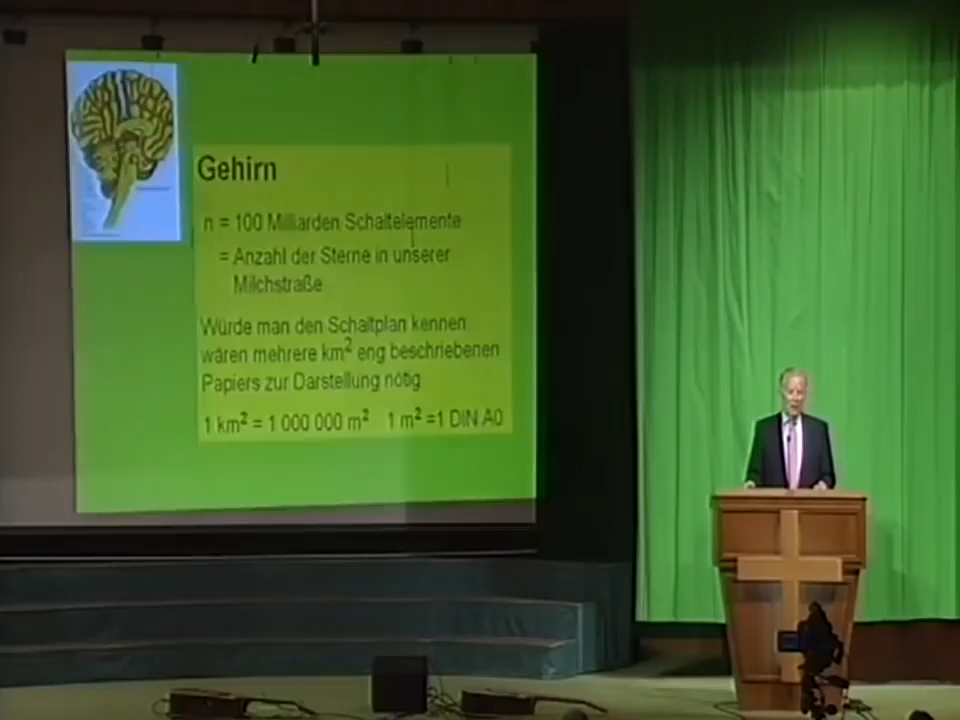 Gehirn
n = 100 Milliarden Schaltelemente
= Anzahl der Sterne in unserer
Milchstraße
Würde man den Schaltplan kennen
wären mehrere km² eng beschriebenen
Papiers zur Darstellung nötig
1 km² = 1 000 000 m² 1 m² =1 DIN A0